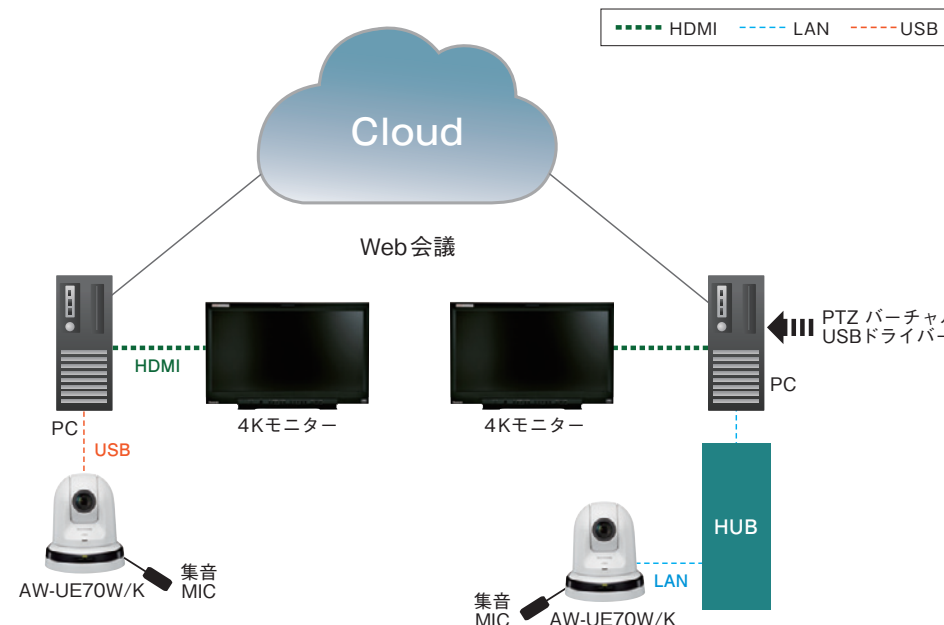 HDMI LAN USB
Cloud
Web会議
PTZ バーチャル
USBドライバー
HDMI
PC
4Kモニター
4Kモニター
PC
USB
HUB
AW-UE70W/K
集音
MIC
LAN
集音
MIC
AW-UE70W/K